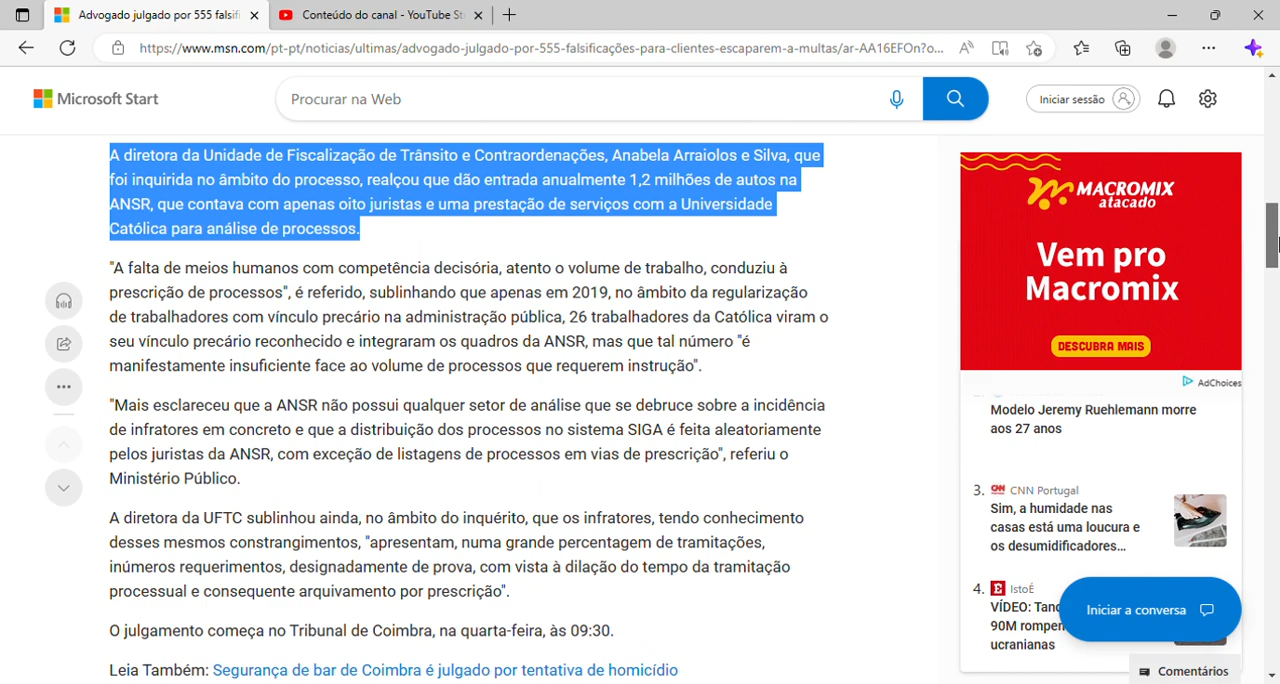 Advogado julgado por 555 falsifi
Conteúdo do canal - YouTube St
https://www.msn.com/pt-pt/noticias/ultimas/advogado-julgado-por-555-falsificações-para-clientes-escaparem-a-multas/ar-AA16EFOn?o...
Microsoft Start
Procurar na Web
Iniciar sessão
A diretora da Unidade de Fiscalização de Trânsito e Contraordenações, Anabela Arraiolos e Silva, que
foi inquirida no âmbito do processo, realçou que dão entrada anualmente 1,2 milhões de autos na
ANSR, que contava com apenas oito juristas e uma prestação de serviços com a Universidade
Católica para análise de processos.
"A falta de meios humanos com competência decisória, atento o volume de trabalho, conduziu à
prescrição de processos", é referido, sublinhando que apenas em 2019, no âmbito da regularização
de trabalhadores com vínculo precário na administração pública, 26 trabalhadores da Católica viram o
seu vínculo precário reconhecido e integraram os quadros da ANSR, mas que tal número "é
manifestamente insuficiente face ao volume de processos que requerem instrução".
"Mais esclareceu que a ANSR não possui qualquer setor de análise que se debruce sobre a incidência
de infratores em concreto e que a distribuição dos processos no sistema SIGA é feita aleatoriamente
pelos juristas da ANSR, com exceção de listagens de processos em vias de prescrição", referiu o
Ministério Público.
A diretora da UFTC sublinhou ainda, no âmbito do inquérito, que os infratores, tendo conhecimento
desses mesmos constrangimentos, "apresentam, numa grande percentagem de tramitações,
inúmeros requerimentos, designadamente de prova, com vista à dilação do tempo da tramitação
processual e consequente arquivamento por prescrição".
O julgamento começa no Tribunal de Coimbra, na quarta-feira, às 09:30.
Leia Também: Segurança de bar de Coimbra é julgado por tentativa de homicídio
MACROMIX
atacado
Vem pro
Macromix
DESCUBRA MAIS
AdChoices
Modelo Jeremy Ruehlemann morre
aos 27 anos
3. CNN CNN Portugal
Sim, a humidade nas
casas está uma loucura e
os desumidificadores...
4. E IstoÉ
VÍDEO:
90M
ucranianas
Iniciar a conversa
Comentários